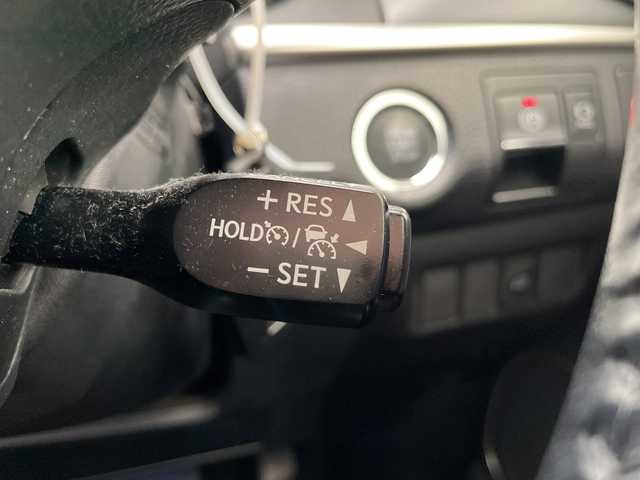 + RES
HOLD /
− SET